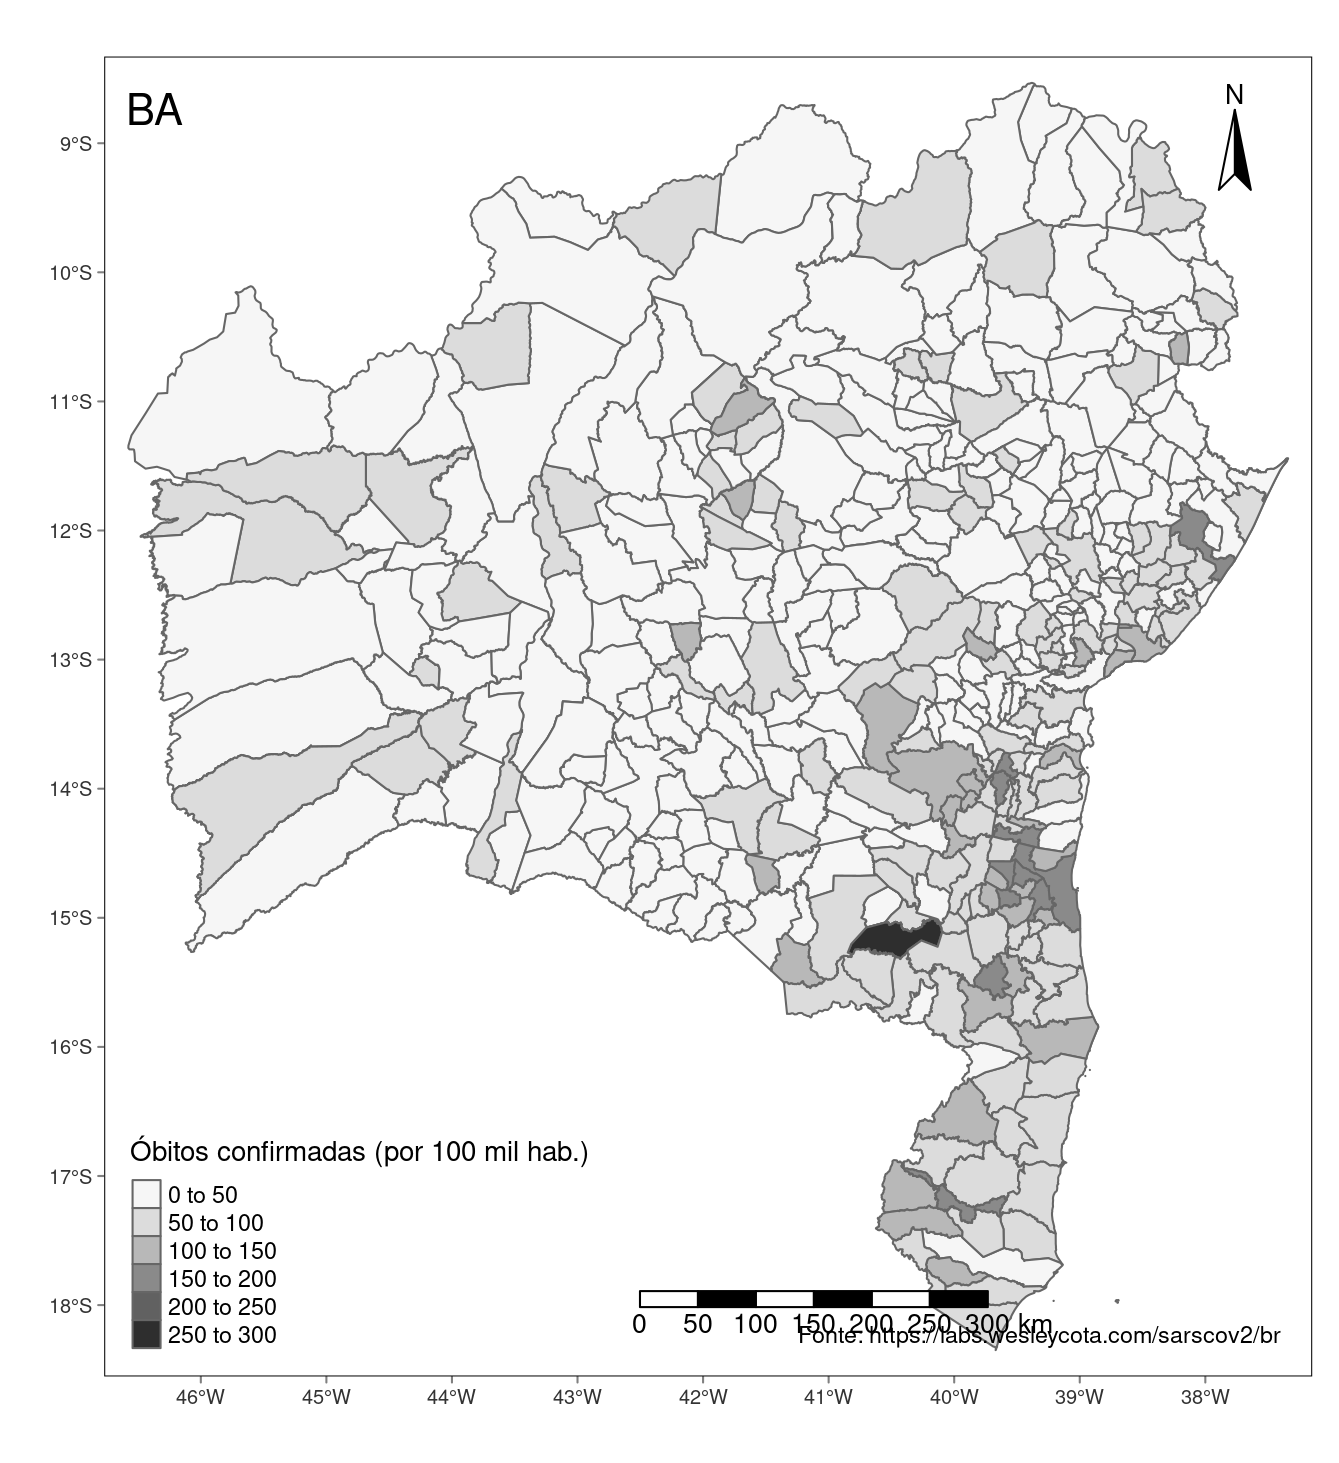 BA
N
9°S
10°S
11°S
12°S
13°S
14°S
15°S
16°S
17°S
18°S
Óbitos confirmadas (por 100 mil hab.)
0 to 50
50 to 100
100 to 150
150 to 200
200 to 250
250 to 300
0 50 100 150 200 250 300 km
Fonte: https://labs.wesleycota.com/sarscov2/br
46°W 45°W 44°W 43°W 42°W 41°W 40°W 39°W 38°W